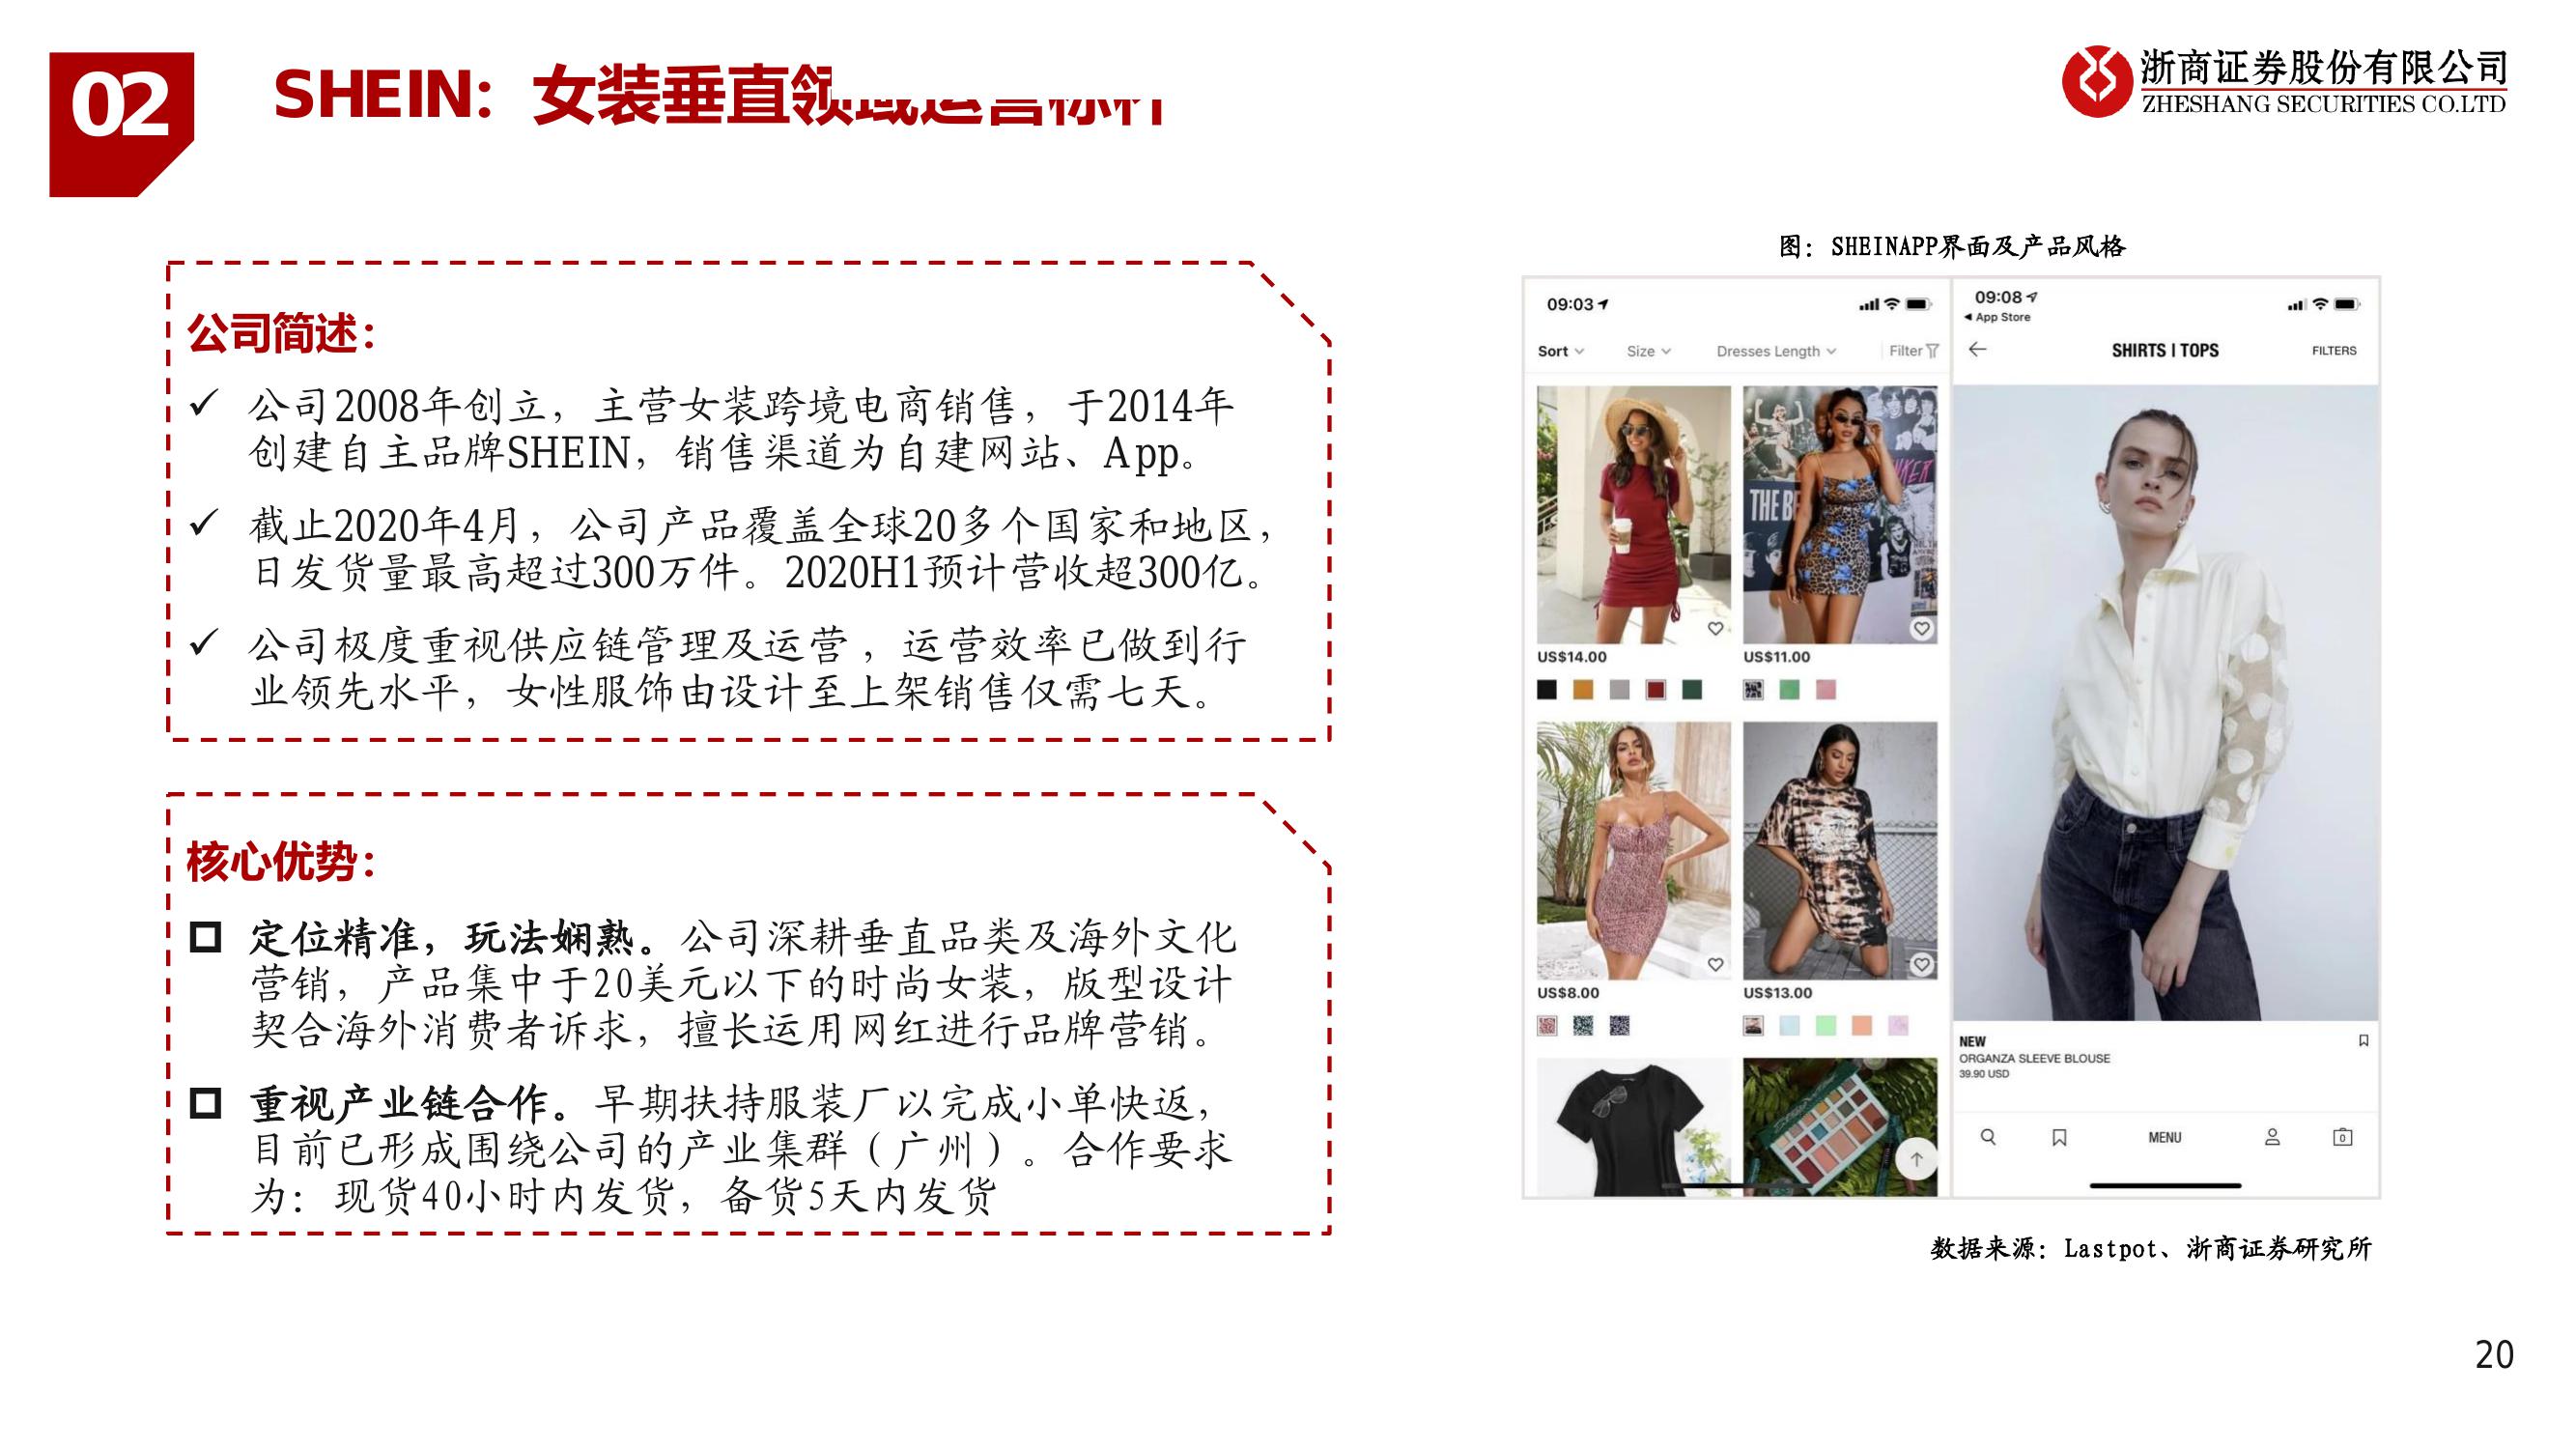 02
SHEIN：女装垂直领域运营标杆
浙商证券股份有限公司
ZHESHANG SECURITIES CO.LTD
公司简述：
公司2008年创立，主营女装跨境电商销售，于2014年
创建自主品牌SHEIN，销售渠道为自建网站、App。
截止2020年4月，公司产品覆盖全球20多个国家和地区，
日发货量最高超过300万件。2020H1预计营收超300亿。
公司极度重视供应链管理及运营，运营效率已做到行
业领先水平，女性服饰由设计至上架销售仅需七天。
核心优势：
定位精准，玩法娴熟。公司深耕垂直品类及海外文化
营销，产品集中于20美元以下的时尚女装，版型设计
契合海外消费者诉求，擅长运用网红进行品牌营销。
重视产业链合作。早期扶持服装厂以完成小单快返，
目前已形成围绕公司的产业集群（广州）。合作要求
为：现货40小时内发货，备货5天内发货
图：SHEINAPP界面及产品风格
09:03
Sort Size Dresses Length Filter
THE BE
US$14.00 US$11.00
US$8.00 US$13.00
09:08
App Store
SHIRTS | TOPS FILTERS
NEW
ORGANZA SLEEVE BLOUSE
39.90 USD
MENU 0
数据来源：Lastpot、浙商证券研究所
20